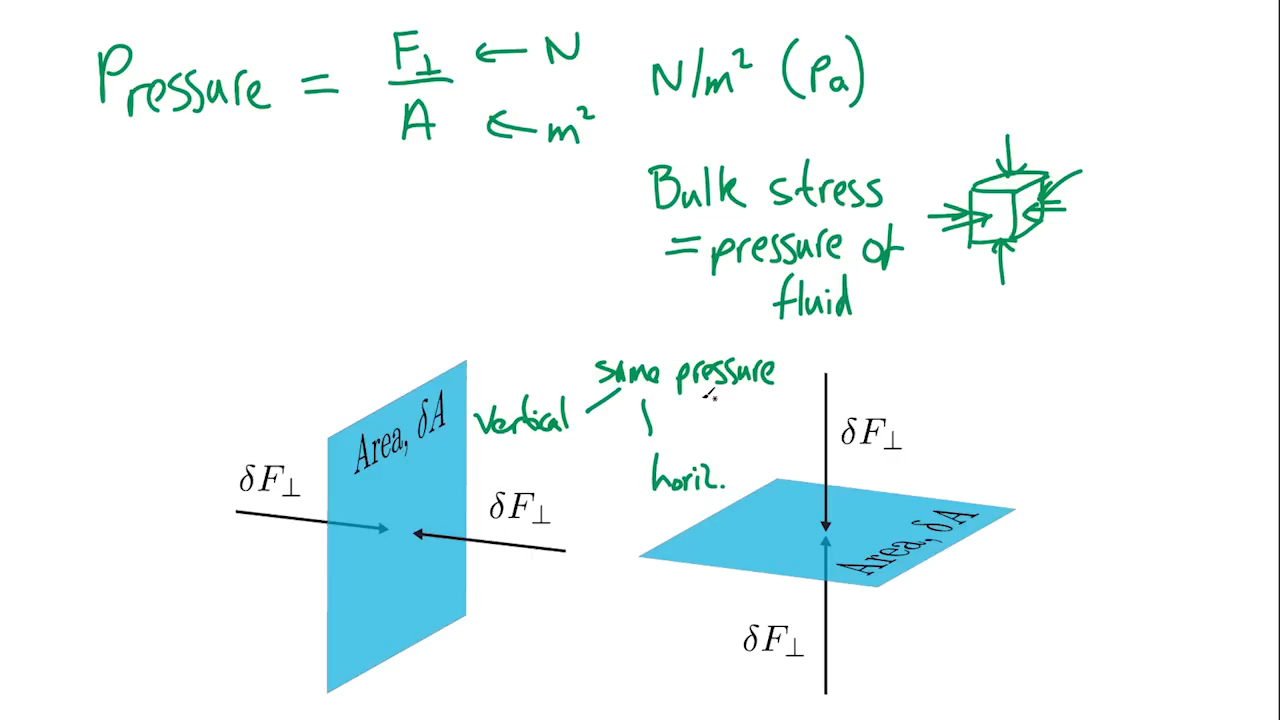 Pressure = F⊥ / A ← N ← m² N/m² (Pa)
Bulk stress
= pressure of
fluid
same pressure
vertical
horiz.
Area, δA
δF⊥
δF⊥
δF⊥
Area, δA
δF⊥